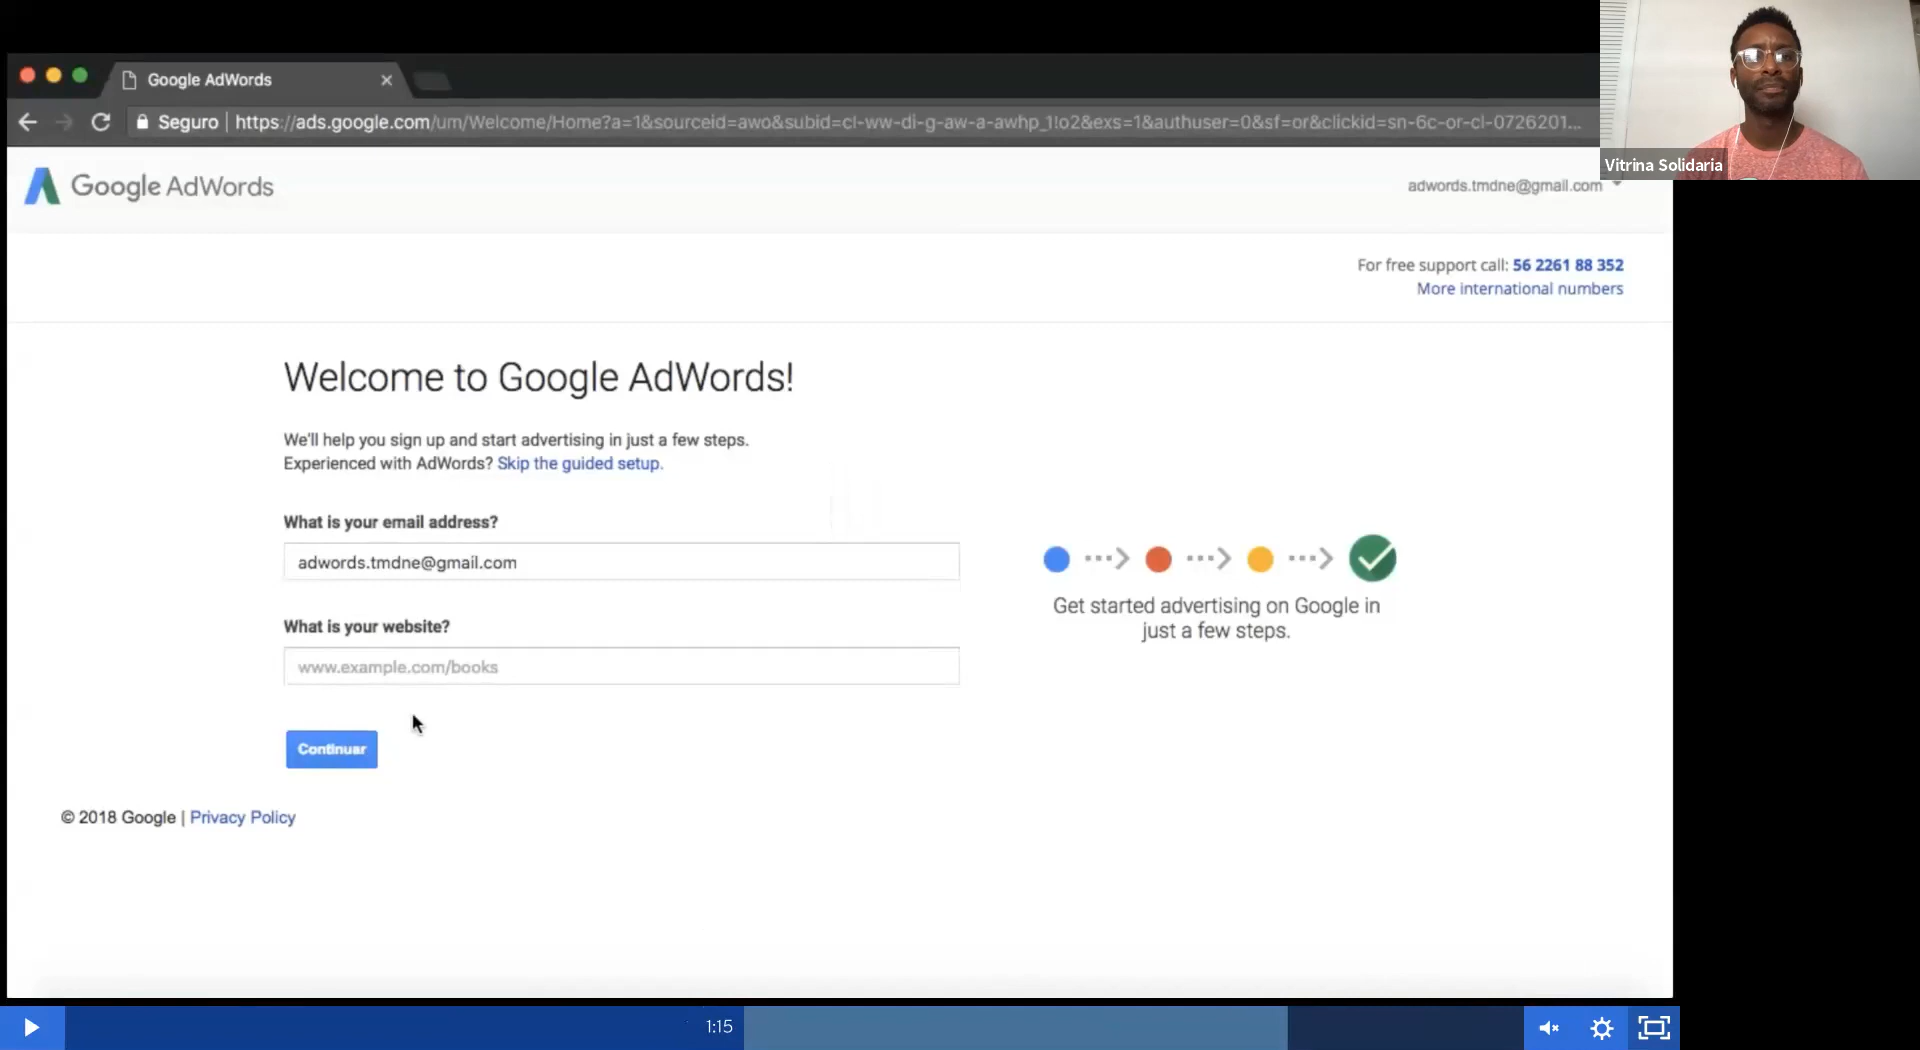 Google AdWords
Seguro | https://ads.google.com/um/Welcome/Home?a=1&sourceid=awo&subid=cl-ww-di-g-aw-a-awhp_1!o2&exs=1&authuser=0&sf=or&clickid=sn-6c-or-cl-0726201...
Vitrina Solidaria
Google AdWords
adwords.tmdne@gmail.com
For free support call: 56 2261 88 352
More international numbers
Welcome to Google AdWords!
We'll help you sign up and start advertising in just a few steps.
Experienced with AdWords? Skip the guided setup.
What is your email address?
adwords.tmdne@gmail.com
What is your website?
www.example.com/books
Continuar
Get started advertising on Google in
just a few steps.
© 2018 Google | Privacy Policy
1:15